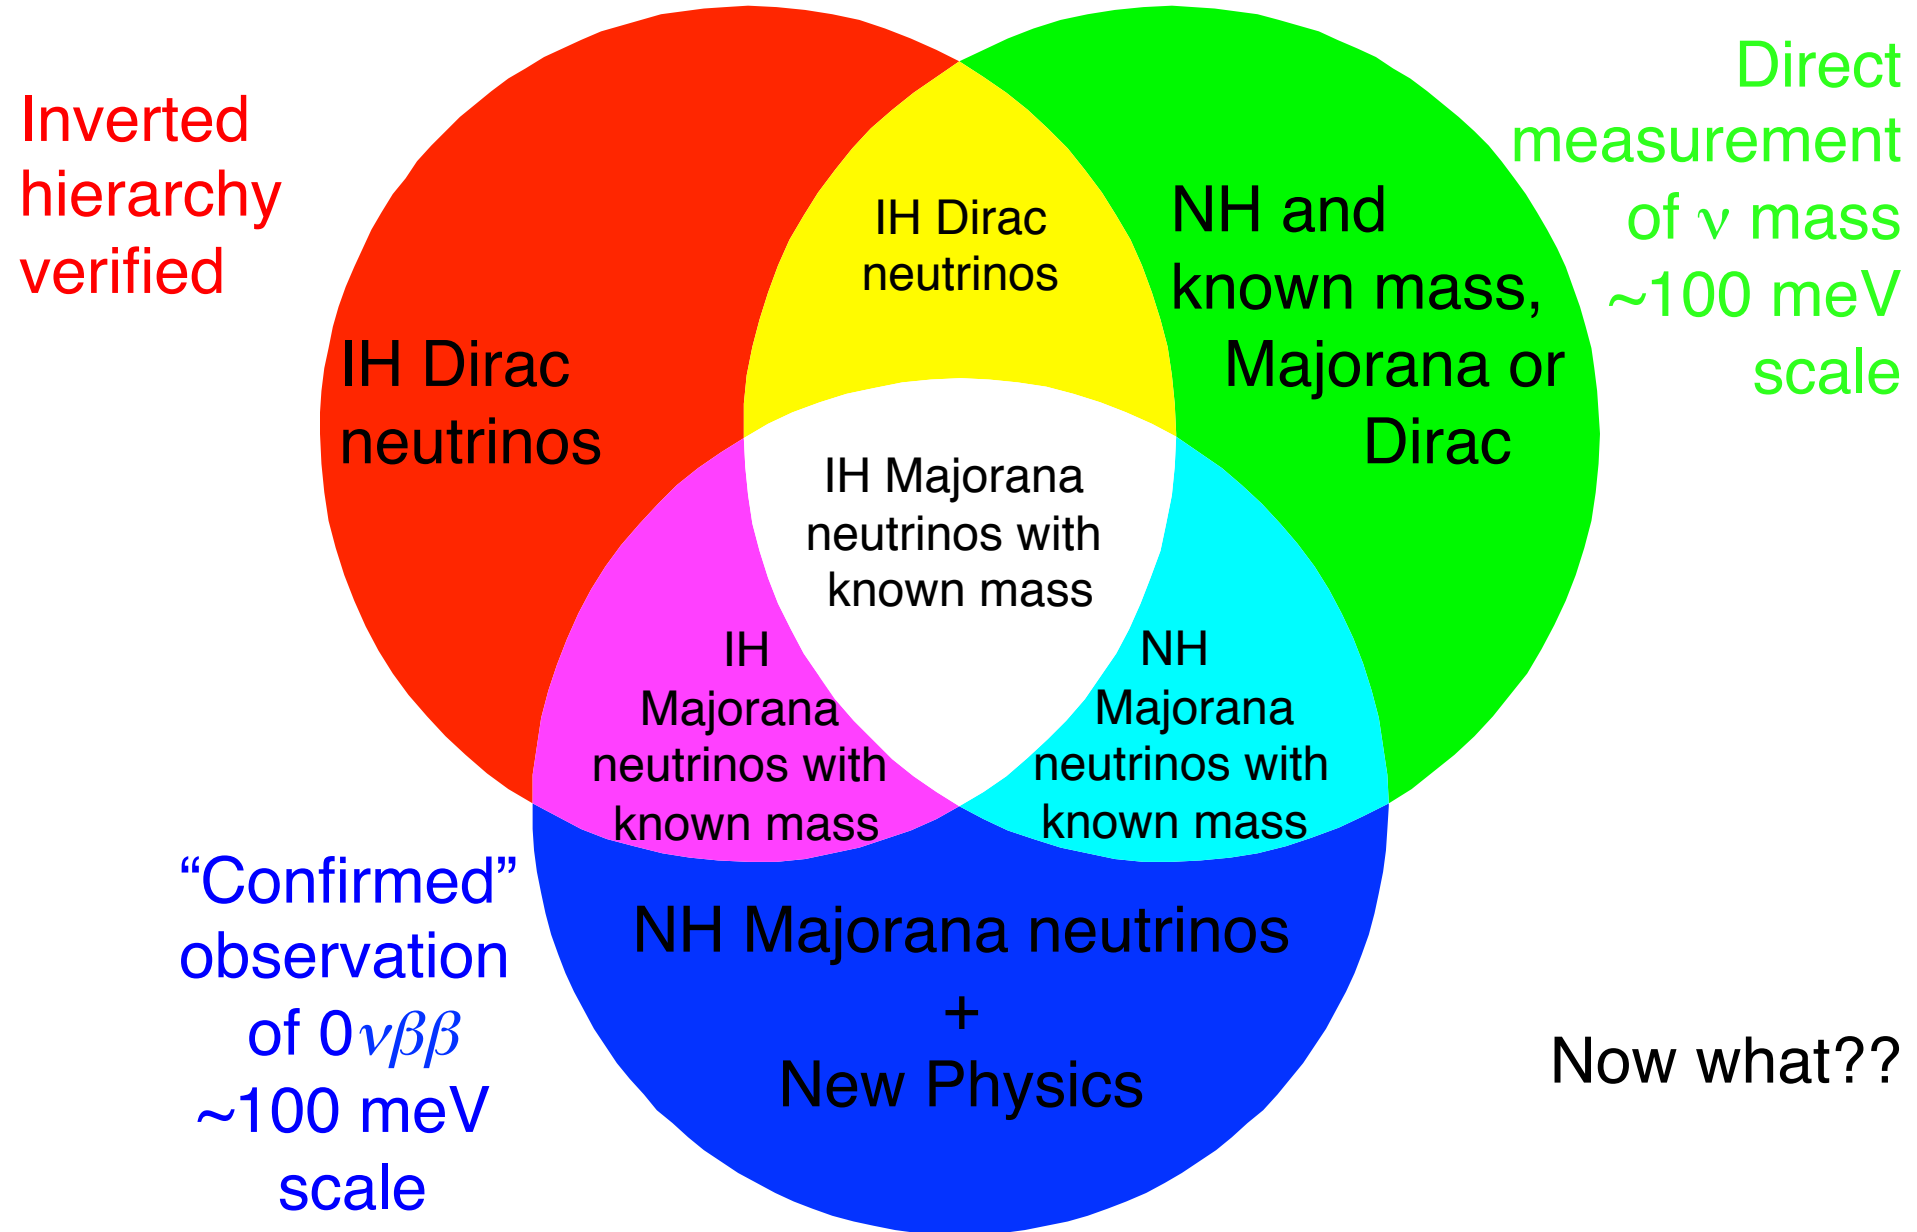 Inverted
hierarchy
verified
Direct
measurement
of ν mass
~100 meV
scale
IH Dirac
neutrinos
NH and
known mass,
Majorana or
Dirac
IH Dirac
neutrinos
IH Majorana
neutrinos with
known mass
IH
Majorana
neutrinos with
known mass
NH
Majorana
neutrinos with
known mass
“Confirmed”
observation
of 0νββ
~100 meV
scale
NH Majorana neutrinos
+
New Physics
Now what??